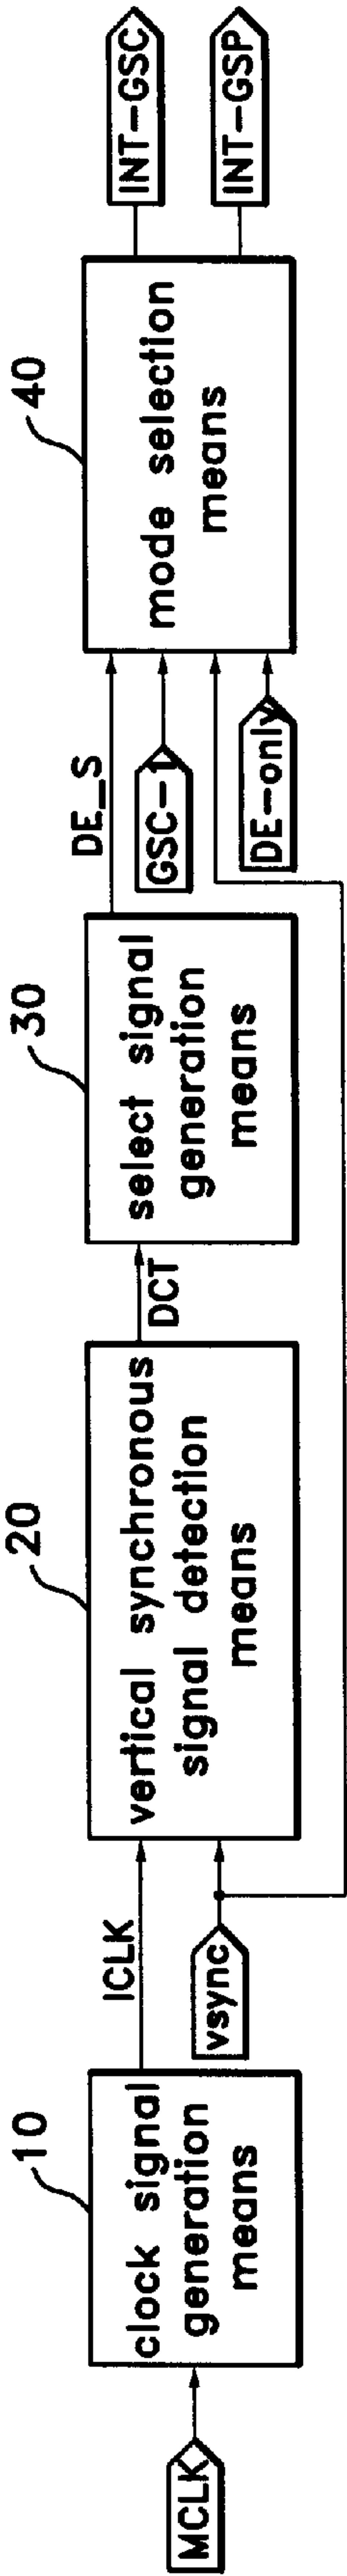 MCLK
10
clock signal
generation
means
ICLK
vsync
20
vertical synchronous
signal detection
means
DCT
30
select signal
generation
means
DE_S
GSC-1
DE-only
40
mode selection
means
INT-GSC
INT-GSP